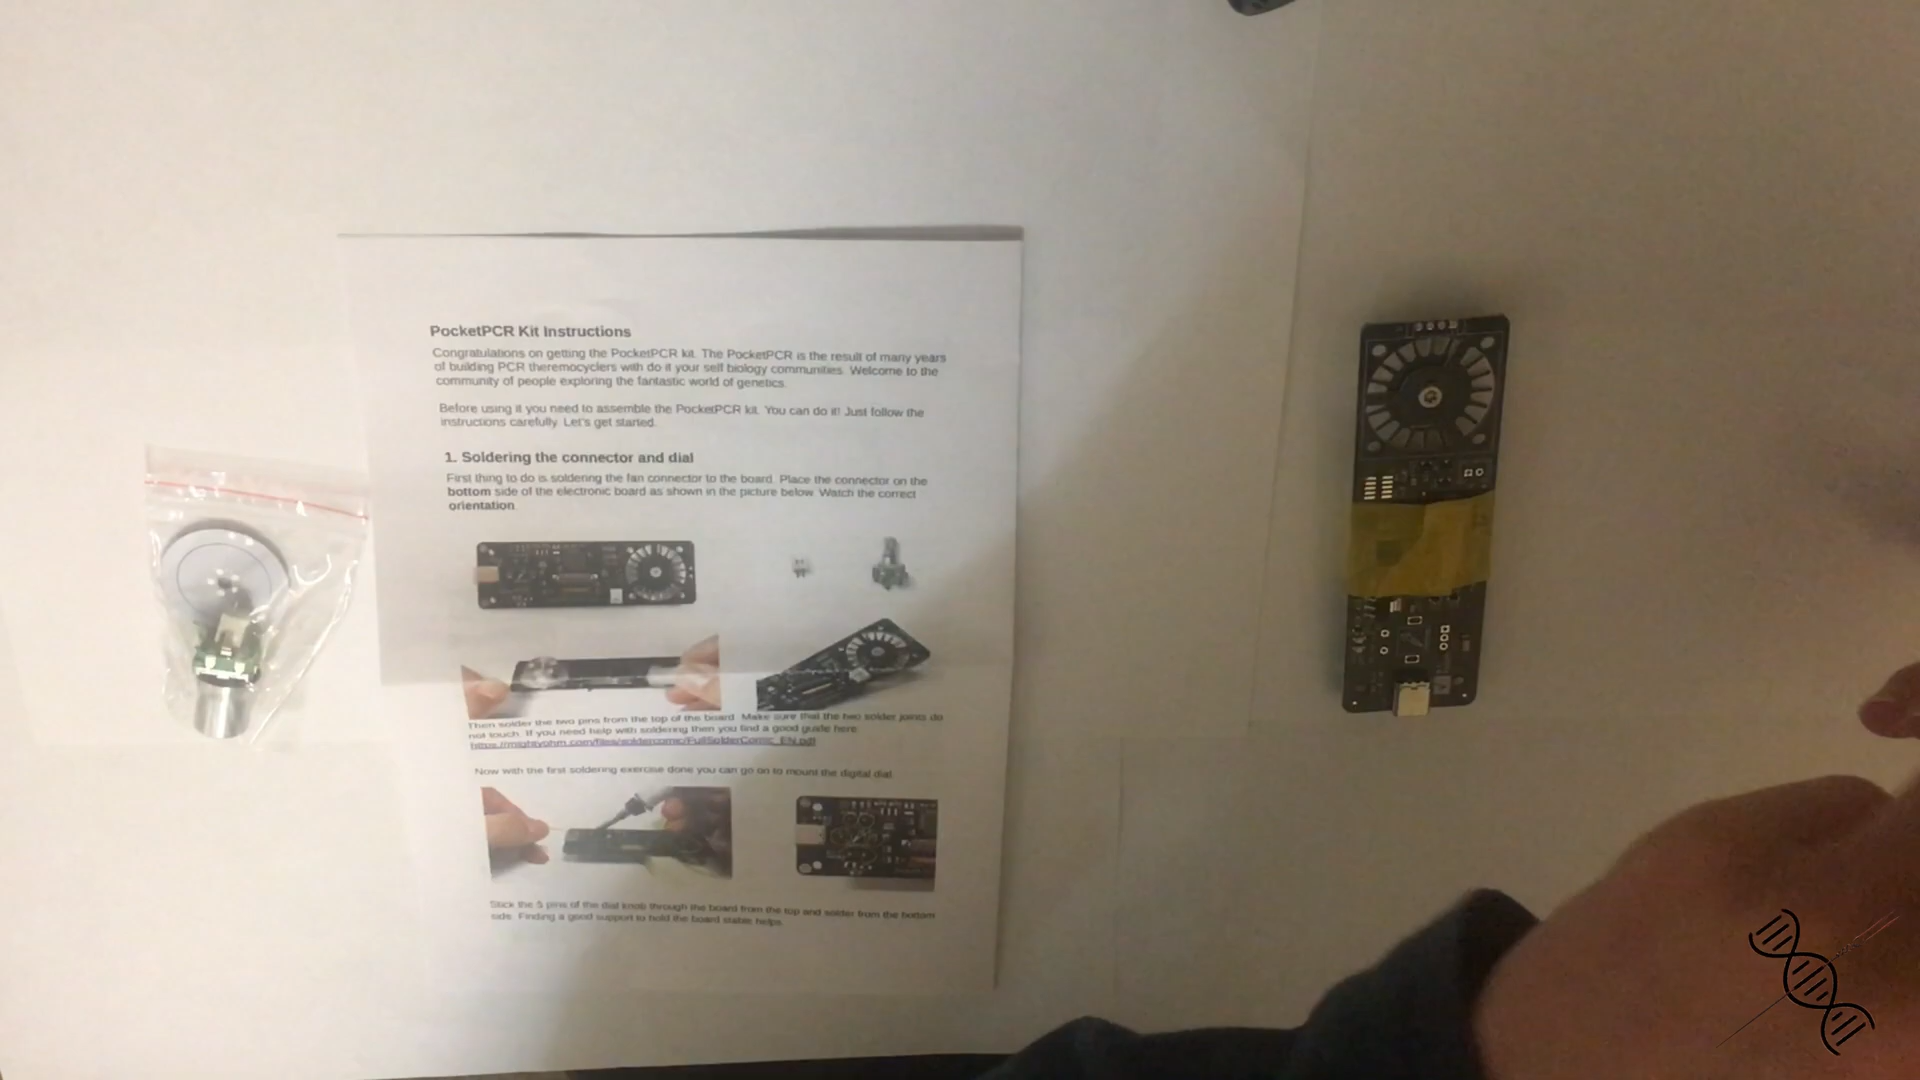 PocketPCR Kit Instructions
Congratulations on getting the PocketPCR kit. The PocketPCR is the result of many years
of building PCR theremocyclers with do it your self biology communities. Welcome to the
community of people exploring the fantastic world of genetics.
Before using it you need to assemble the PocketPCR kit. You can do it! Just follow the
instructions carefully. Let's get started.
1. Soldering the connector and dial
First thing to do is soldering the fan connector to the board. Place the connector on the
bottom side of the electronic board as shown in the picture below. Watch the correct
orientation.
Then solder the two pins from the top of the board. Make sure that the two solder joints do
not touch. If you need help with soldering then you find a good guide here:
https://mightyohm.com/files/soldercomic/FullSolderComic_EN.pdf
Now with the first soldering exercise done you can go on to mount the digital dial.
Stick the 5 pins of the dial knob through the board from the top and solder from the bottom
side. Finding a good support to hold the board stable helps.